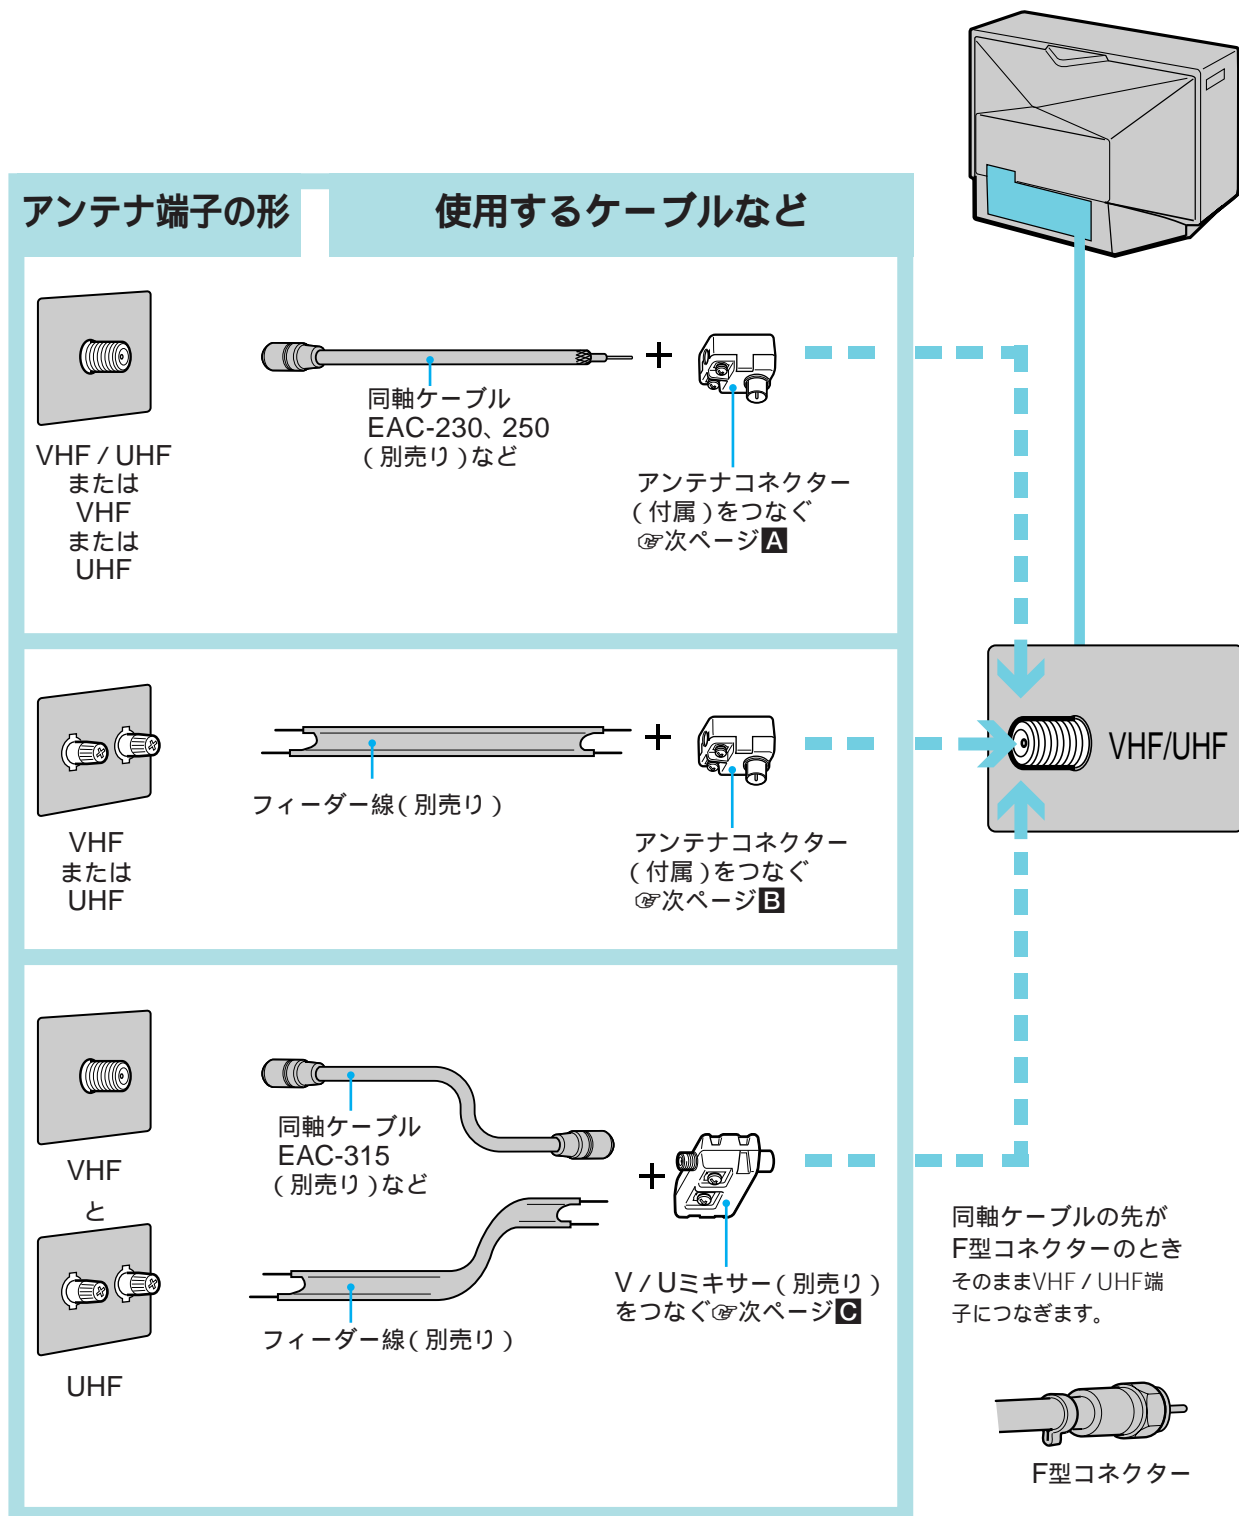 アンテナ端子の形
使用するケーブルなど
VHF / UHF
または
VHF
または
UHF
同軸ケーブル
EAC-230、250
(別売り)など
アンテナコネクター
(付属)をつなぐ
☞次ページA
VHF
または
UHF
フィーダー線(別売り)
アンテナコネクター
(付属)をつなぐ
☞次ページB
VHF/UHF
VHF
と
UHF
同軸ケーブル
EAC-315
(別売り)など
フィーダー線(別売り)
V / Uミキサー(別売り)
をつなぐ☞次ページC
同軸ケーブルの先が
F型コネクターのとき
そのままVHF / UHF端
子につなぎます。
F型コネクター